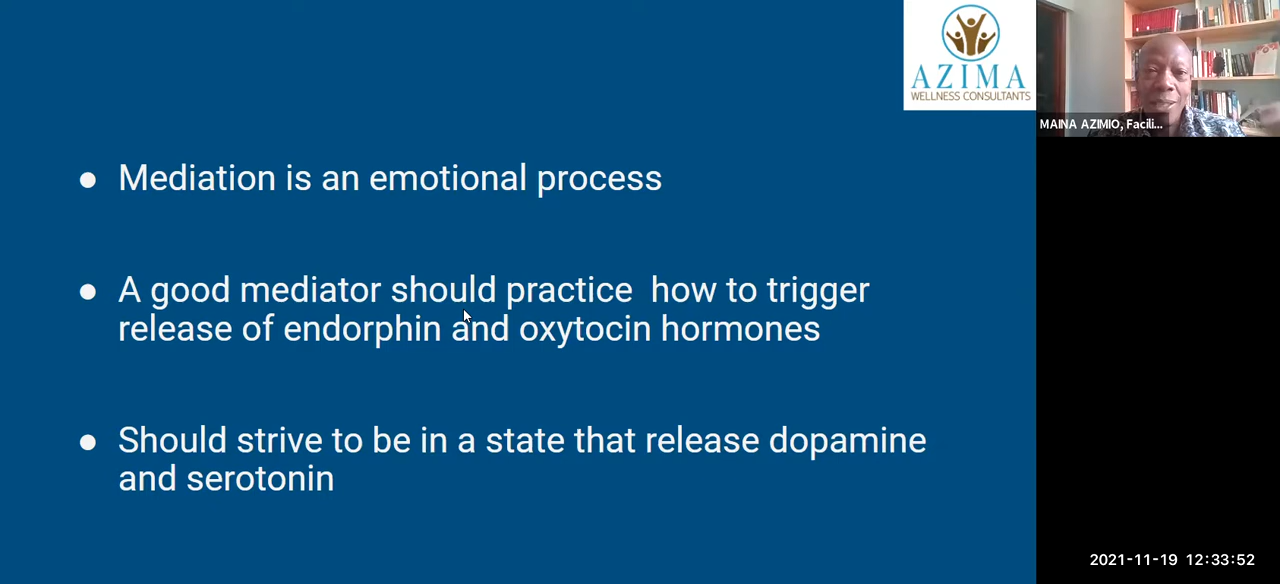 AZIMA
WELLNESS CONSULTANTS
MAINA AZIMIO, Facili...
Mediation is an emotional process
A good mediator should practice  how to trigger
release of endorphin and oxytocin hormones
Should strive to be in a state that release dopamine
and serotonin
2021-11-19 12:33:52